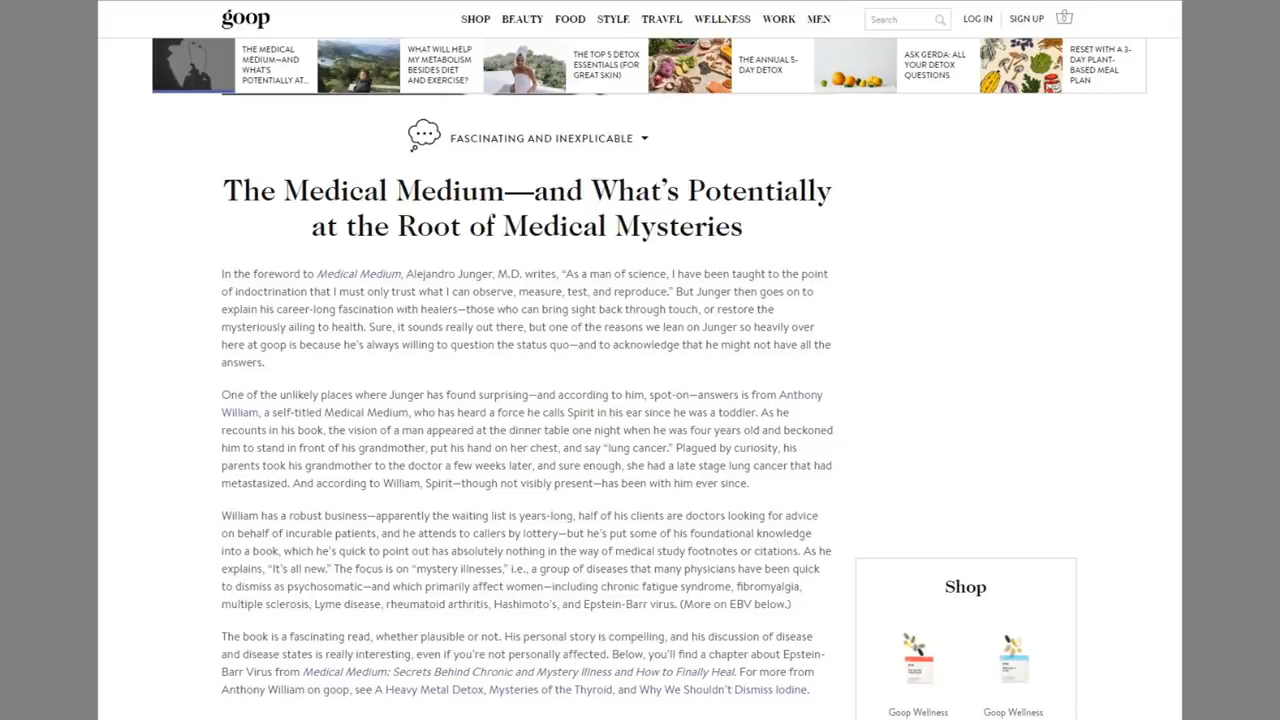 goop
SHOP BEAUTY FOOD STYLE TRAVEL WELLNESS WORK MEN
Search
LOG IN
SIGN UP
0
THE MEDICAL
MEDIUM—AND
WHAT'S
POTENTIALLY AT...
WHAT WILL HELP
MY METABOLISM
BESIDES DIET
AND EXERCISE?
THE TOP 5 DETOX
ESSENTIALS (FOR
GREAT SKIN)
THE ANNUAL 5-
DAY DETOX
ASK GERDA: ALL
YOUR DETOX
QUESTIONS
RESET WITH A 3-
DAY PLANT-
BASED MEAL
PLAN
FASCINATING AND INEXPLICABLE
The Medical Medium—and What's Potentially
at the Root of Medical Mysteries
In the foreword to Medical Medium, Alejandro Junger, M.D. writes, “As a man of science, I have been taught to the point
of indoctrination that I must only trust what I can observe, measure, test, and reproduce.” But Junger then goes on to
explain his career-long fascination with healers—those who can bring sight back through touch, or restore the
mysteriously ailing to health. Sure, it sounds really out there, but one of the reasons we lean on Junger so heavily over
here at goop is because he's always willing to question the status quo—and to acknowledge that he might not have all the
answers.
One of the unlikely places where Junger has found surprising—and according to him, spot-on—answers is from Anthony
William, a self-titled Medical Medium, who has heard a force he calls Spirit in his ear since he was a toddler. As he
recounts in his book, the vision of a man appeared at the dinner table one night when he was four years old and beckoned
him to stand in front of his grandmother, put his hand on her chest, and say “lung cancer.” Plagued by curiosity, his
parents took his grandmother to the doctor a few weeks later, and sure enough, she had a late stage lung cancer that had
metastasized. And according to William, Spirit—though not visibly present—has been with him ever since.
William has a robust business—apparently the waiting list is years-long, half of his clients are doctors looking for advice
on behalf of incurable patients, and he attends to callers by lottery—but he's put some of his foundational knowledge
into a book, which he's quick to point out has absolutely nothing in the way of medical study footnotes or citations. As he
explains, “It's all new.” The focus is on “mystery illnesses,” i.e., a group of diseases that many physicians have been quick
to dismiss as psychosomatic—and which primarily affect women—including chronic fatigue syndrome, fibromyalgia,
multiple sclerosis, Lyme disease, rheumatoid arthritis, Hashimoto's, and Epstein-Barr virus. (More on EBV below.)
The book is a fascinating read, whether plausible or not. His personal story is compelling, and his discussion of disease
and disease states is really interesting, even if you're not personally affected. Below, you'll find a chapter about Epstein-
Barr Virus from Medical Medium: Secrets Behind Chronic and Mystery Illness and How to Finally Heal. For more from
Anthony William on goop, see A Heavy Metal Detox, Mysteries of the Thyroid, and Why We Shouldn't Dismiss Iodine.
Shop
Goop Wellness
Goop Wellness